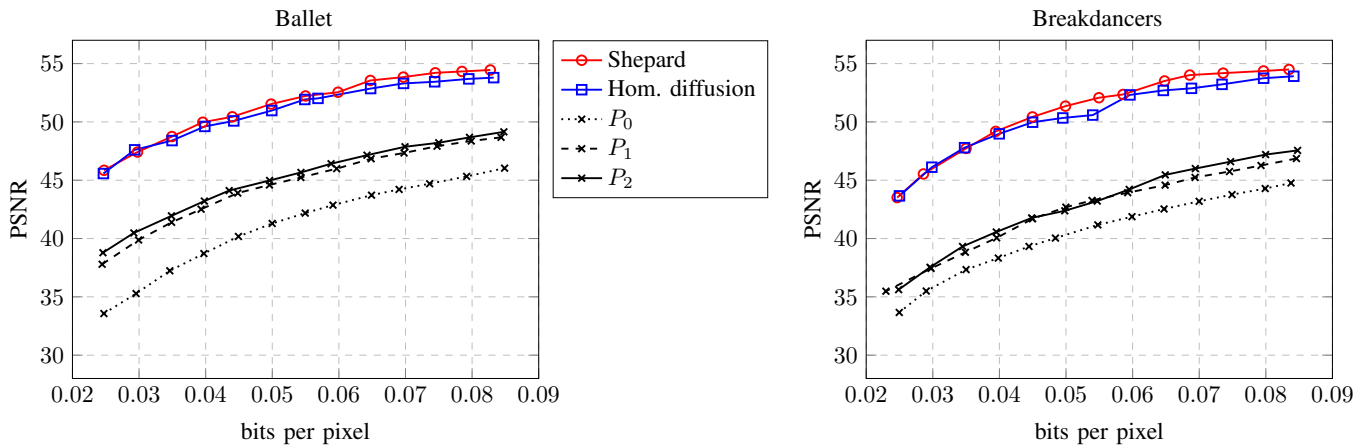 Ballet
55
50
45
40
35
30
PSNR
0.02 0.03 0.04 0.05 0.06 0.07 0.08 0.09
bits per pixel
Shepard
Hom. diffusion
P₀
P₁
P₂
Breakdancers
55
50
45
40
35
30
PSNR
0.02 0.03 0.04 0.05 0.06 0.07 0.08 0.09
bits per pixel